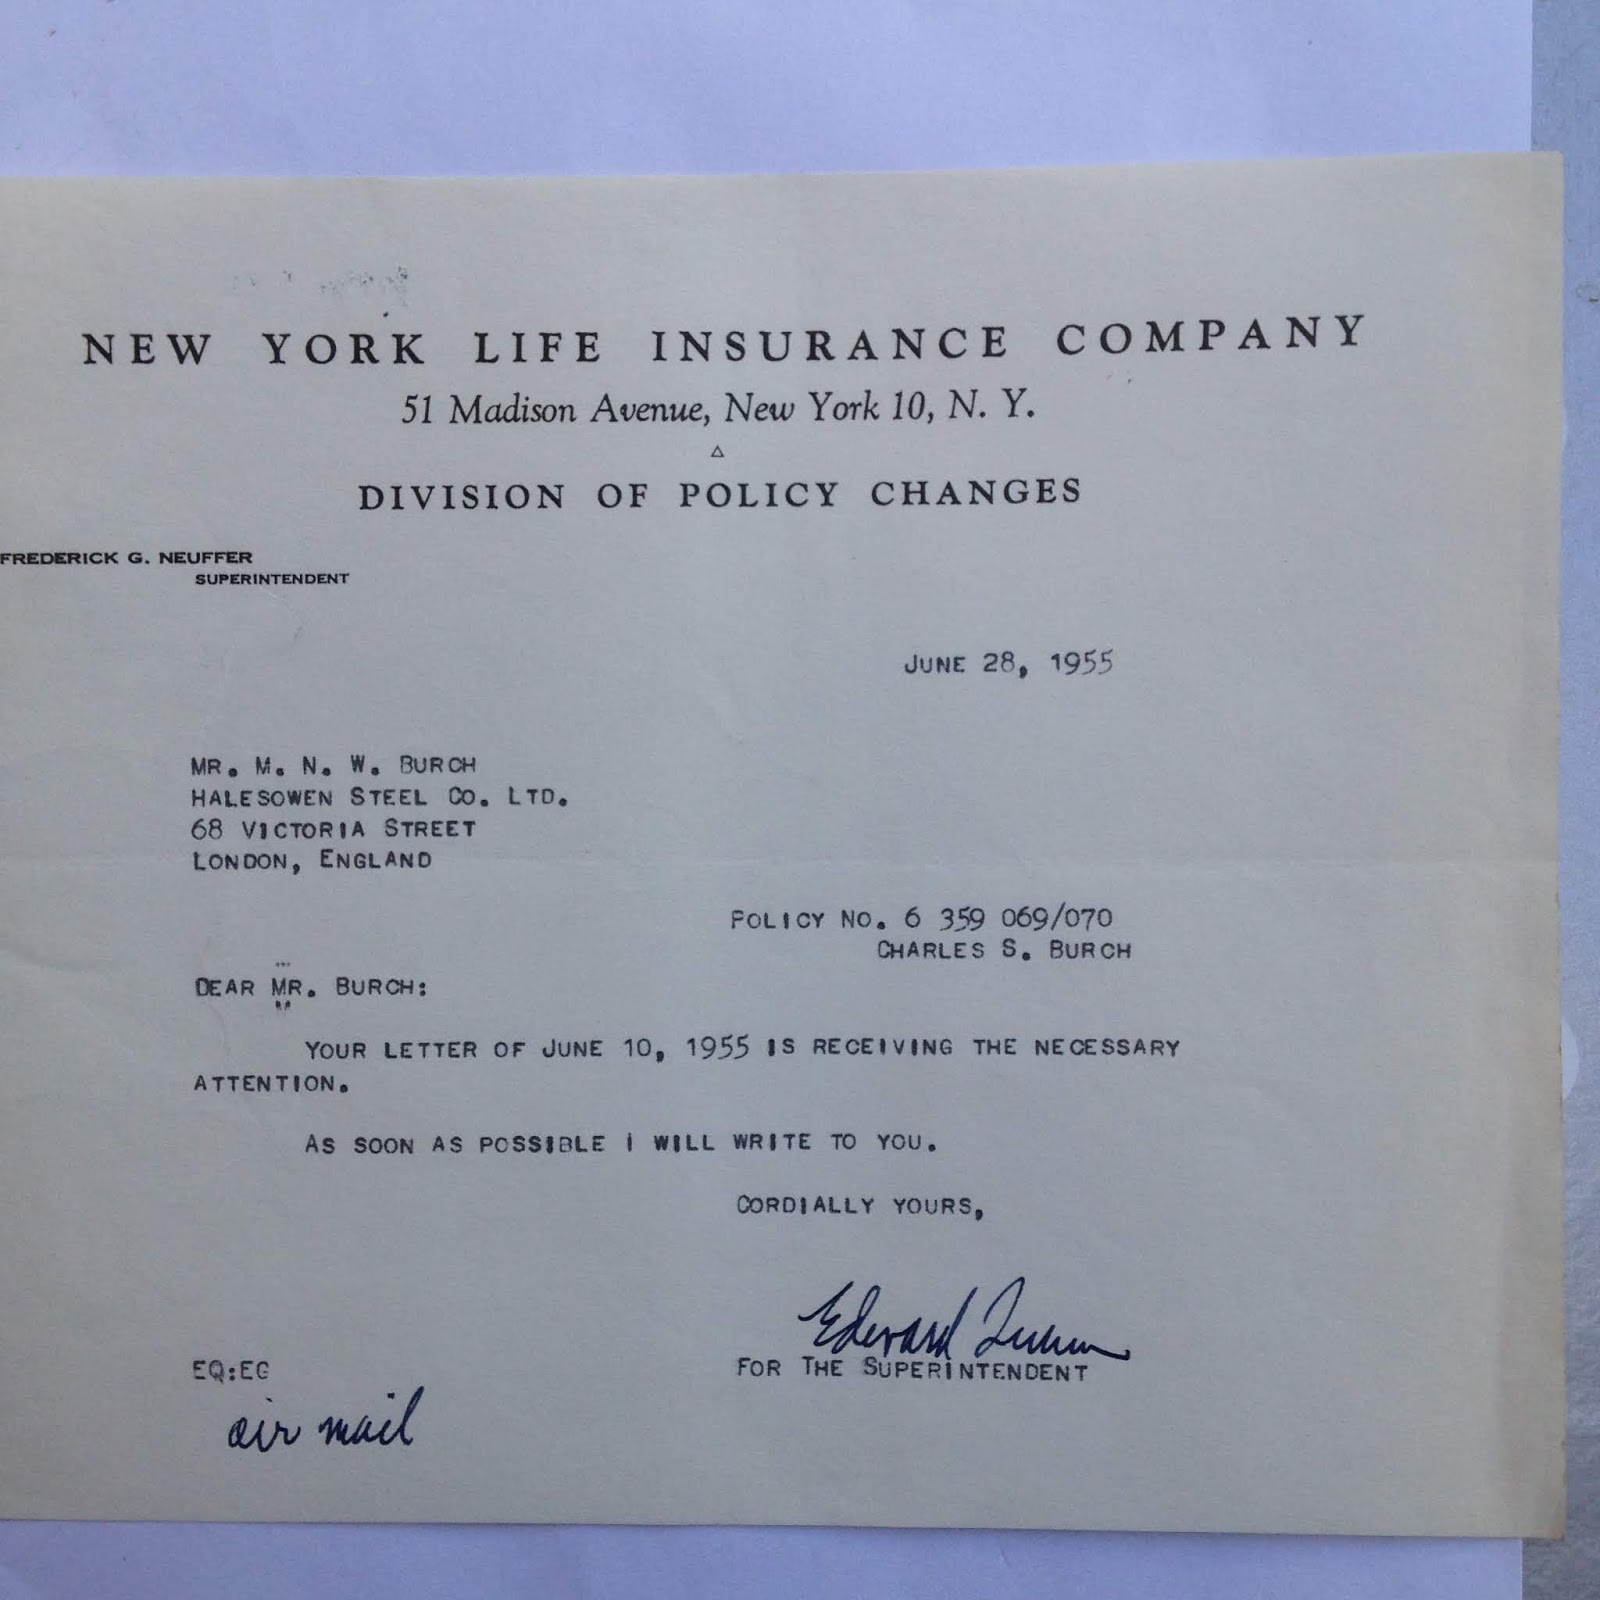 NEW YORK LIFE INSURANCE COMPANY
51 Madison Avenue, New York 10, N. Y.
DIVISION OF POLICY CHANGES
FREDERICK G. NEUFFER
SUPERINTENDENT
JUNE 28, 1955
MR. M. N. W. BURCH
HALESOWEN STEEL CO. LTD.
68 VICTORIA STREET
LONDON, ENGLAND
POLICY NO. 6 359 069/070
CHARLES S. BURCH
DEAR MR. BURCH:
YOUR LETTER OF JUNE 10, 1955 IS RECEIVING THE NECESSARY
ATTENTION.
AS SOON AS POSSIBLE I WILL WRITE TO YOU.
CORDIALLY YOURS,
Edward
FOR THE SUPERINTENDENT
EQ:EG
air mail